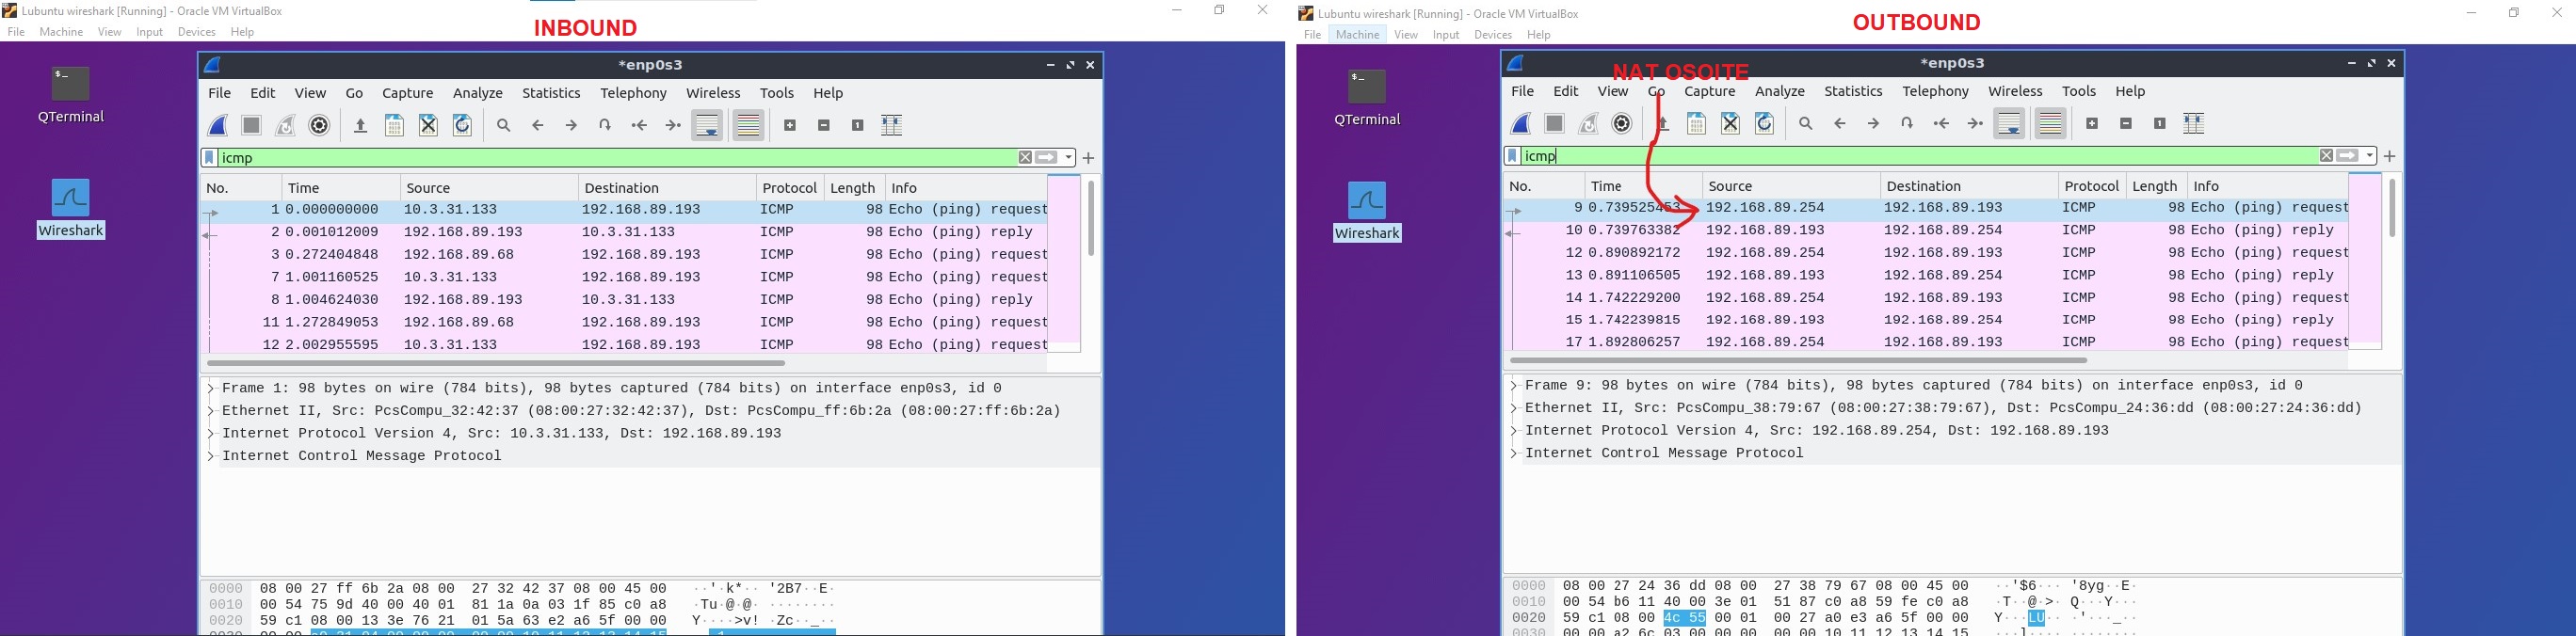 Lubuntu wireshark [Running] - Oracle VM VirtualBox
INBOUND
File Machine View Input Devices Help
QTerminal
Wireshark
*enp0s3
File Edit View Go Capture Analyze Statistics Telephony Wireless Tools Help
icmp
No. Time Source Destination Protocol Length Info
1 0.000000000 10.3.31.133 192.168.89.193 ICMP 98 Echo (ping) request
2 0.001012009 192.168.89.193 10.3.31.133 ICMP 98 Echo (ping) reply
3 0.272404848 192.168.89.68 192.168.89.193 ICMP 98 Echo (ping) request
7 1.001160525 10.3.31.133 192.168.89.193 ICMP 98 Echo (ping) request
8 1.004624030 192.168.89.193 10.3.31.133 ICMP 98 Echo (ping) reply
11 1.272849053 192.168.89.68 192.168.89.193 ICMP 98 Echo (ping) request
12 2.002955595 10.3.31.133 192.168.89.193 ICMP 98 Echo (ping) request
Frame 1: 98 bytes on wire (784 bits), 98 bytes captured (784 bits) on interface enp0s3, id 0
Ethernet II, Src: PcsCompu_32:42:37 (08:00:27:32:42:37), Dst: PcsCompu_ff:6b:2a (08:00:27:ff:6b:2a)
Internet Protocol Version 4, Src: 10.3.31.133, Dst: 192.168.89.193
Internet Control Message Protocol
0000 08 00 27 ff 6b 2a 08 00 27 32 42 37 08 00 45 00 ··'·k*·· '2B7··E·
0010 00 54 75 9d 40 00 40 01 81 1a 0a 03 1f 85 c0 a8 ·Tu·@·@· ········
0020 59 c1 08 00 13 3e 76 21 01 5a 63 e2 a6 5f 00 00 Y····>v! ·Zc··_··
Lubuntu wireshark [Running] - Oracle VM VirtualBox
OUTBOUND
File Machine View Input Devices Help
QTerminal
Wireshark
*enp0s3
NAT OSOITE
File Edit View Go Capture Analyze Statistics Telephony Wireless Tools Help
icmp
No. Time Source Destination Protocol Length Info
9 0.739525453 192.168.89.254 192.168.89.193 ICMP 98 Echo (ping) request
10 0.739763382 192.168.89.193 192.168.89.254 ICMP 98 Echo (ping) reply
12 0.890892172 192.168.89.254 192.168.89.193 ICMP 98 Echo (ping) request
13 0.891106505 192.168.89.193 192.168.89.254 ICMP 98 Echo (ping) reply
14 1.742229200 192.168.89.254 192.168.89.193 ICMP 98 Echo (ping) request
15 1.742239815 192.168.89.193 192.168.89.254 ICMP 98 Echo (ping) reply
17 1.892806257 192.168.89.254 192.168.89.193 ICMP 98 Echo (ping) request
Frame 9: 98 bytes on wire (784 bits), 98 bytes captured (784 bits) on interface enp0s3, id 0
Ethernet II, Src: PcsCompu_38:79:67 (08:00:27:38:79:67), Dst: PcsCompu_24:36:dd (08:00:27:24:36:dd)
Internet Protocol Version 4, Src: 192.168.89.254, Dst: 192.168.89.193
Internet Control Message Protocol
0000 08 00 27 24 36 dd 08 00 27 38 79 67 08 00 45 00 ··'$6··· '8yg··E·
0010 00 54 b6 11 40 00 3e 01 51 87 c0 a8 59 fe c0 a8 ·T··@·>· Q···Y···
0020 59 c1 08 00 4c 55 00 01 00 27 a0 e3 a6 5f 00 00 Y···LU·· ·'···_··
0030 00 00 a2 6c 03 00 00 00 00 00 10 11 12 13 14 15